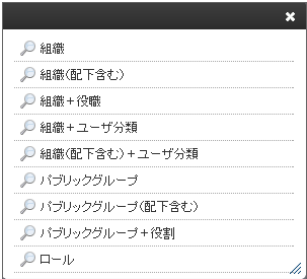 組織
組織(配下含む)
組織+役職
組織+ユーザ分類
組織(配下含む)+ユーザ分類
パブリックグループ
パブリックグループ(配下含む)
パブリックグループ+役割
ロール